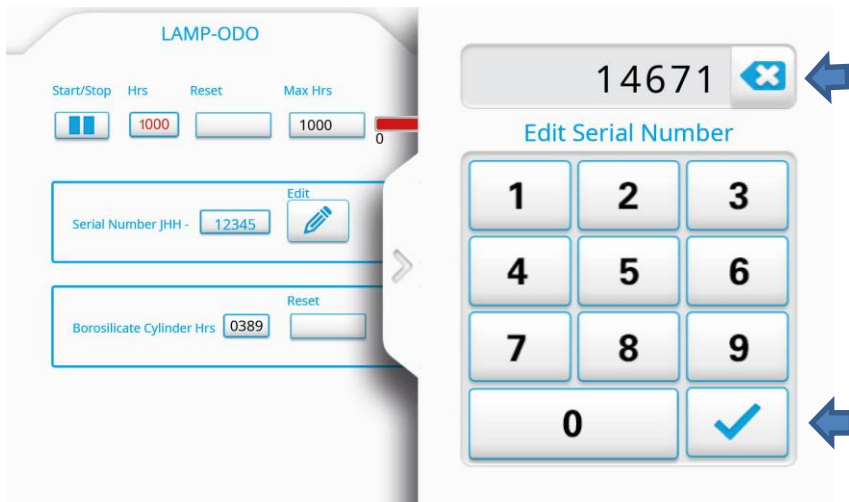 LAMP-ODO
Start/Stop Hrs Reset Max Hrs
1000 1000
0
Edit
Serial Number JHH - 12345
Reset
Borosilicate Cylinder Hrs 0389
14671
Edit Serial Number
1 2 3
4 5 6
7 8 9
0